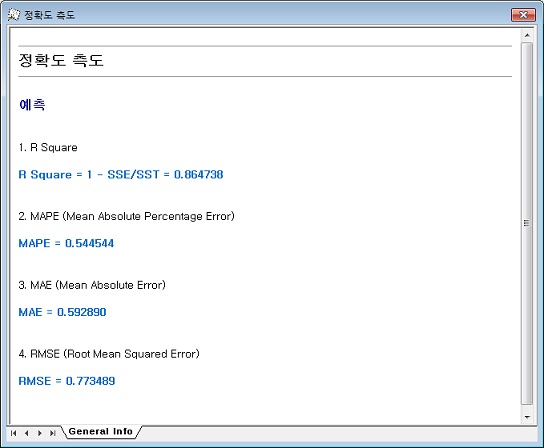 정확도 측도
정확도 측도
예측
1. R Square
R Square = 1 - SSE/SST = 0.864738
2. MAPE (Mean Absolute Percentage Error)
MAPE = 0.544544
3. MAE (Mean Absolute Error)
MAE = 0.592890
4. RMSE (Root Mean Squared Error)
RMSE = 0.773489
General Info